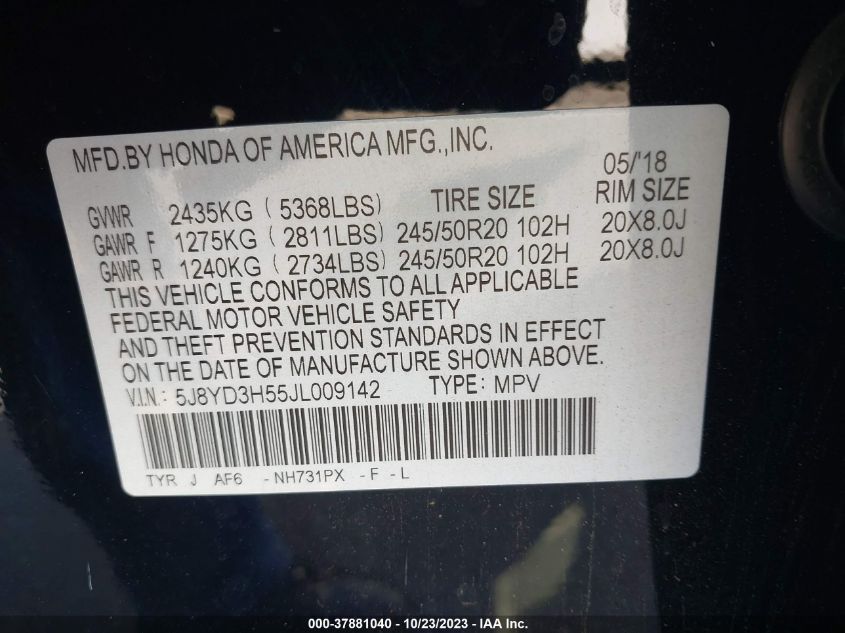 MFD.BY HONDA OF AMERICA MFG.,INC.
05/'18
GVWR 2435KG ( 5368LBS) TIRE SIZE RIM SIZE
GAWR F 1275KG ( 2811LBS) 245/50R20 102H 20X8.0J
GAWR R 1240KG ( 2734LBS) 245/50R20 102H 20X8.0J
THIS VEHICLE CONFORMS TO ALL APPLICABLE
FEDERAL MOTOR VEHICLE SAFETY
AND THEFT PREVENTION STANDARDS IN EFFECT
ON THE DATE OF MANUFACTURE SHOWN ABOVE.
V.I.N.: 5J8YD3H55JL009142 TYPE: MPV
TYR J AF6 - NH731PX - F - L
000-37881040 - 10/23/2023 - IAA Inc.